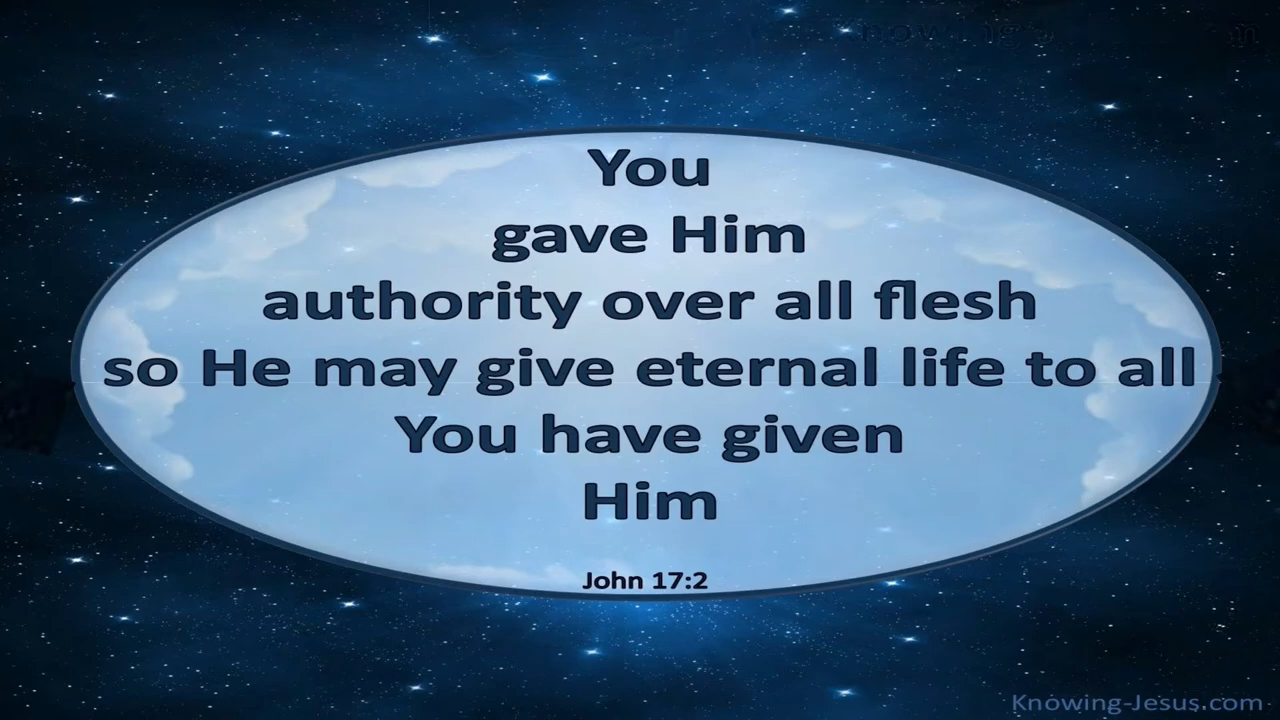 You
gave Him
authority over all flesh
so He may give eternal life to all
You have given
Him
John 17:2
Knowing-Jesus.com